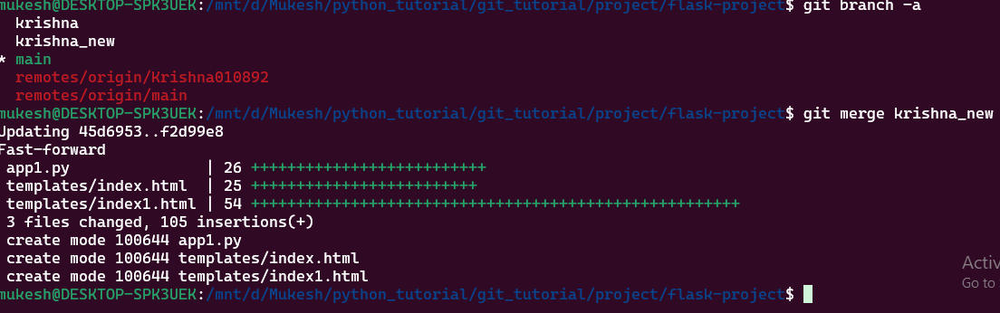 mukesh@DESKTOP-SPK3UEK:/mnt/d/Mukesh/python_tutorial/git_tutorial/project/flask-project$ git branch -a
  krishna
  krishna_new
* main
  remotes/origin/Krishna010892
  remotes/origin/main
mukesh@DESKTOP-SPK3UEK:/mnt/d/Mukesh/python_tutorial/git_tutorial/project/flask-project$ git merge krishna_new
Updating 45d6953..f2d99e8
Fast-forward
 app1.py               | 26 ++++++++++++++++++++++++++
 templates/index.html  | 25 +++++++++++++++++++++++++
 templates/index1.html | 54 ++++++++++++++++++++++++++++++++++++++++++++++++++++++
 3 files changed, 105 insertions(+)
 create mode 100644 app1.py
 create mode 100644 templates/index.html
 create mode 100644 templates/index1.html
mukesh@DESKTOP-SPK3UEK:/mnt/d/Mukesh/python_tutorial/git_tutorial/project/flask-project$
Activ
Go to